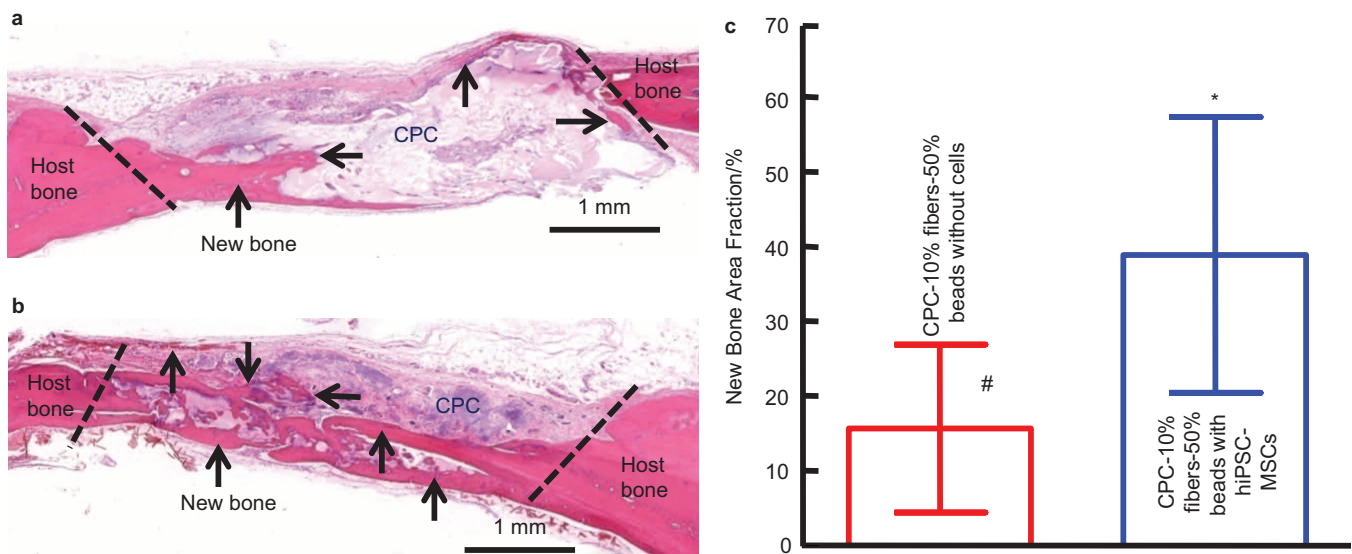 a
Host
bone
CPC
Host
bone
New bone
1 mm
b
Host
bone
CPC
Host
bone
New bone
1 mm
c
New Bone Area Fraction/%
70
60
50
40
30
20
10
0
CPC-10% fibers-50%
beads without cells
#
*
CPC-10%
fibers-50%
beads with
hiPSC-
MSCs